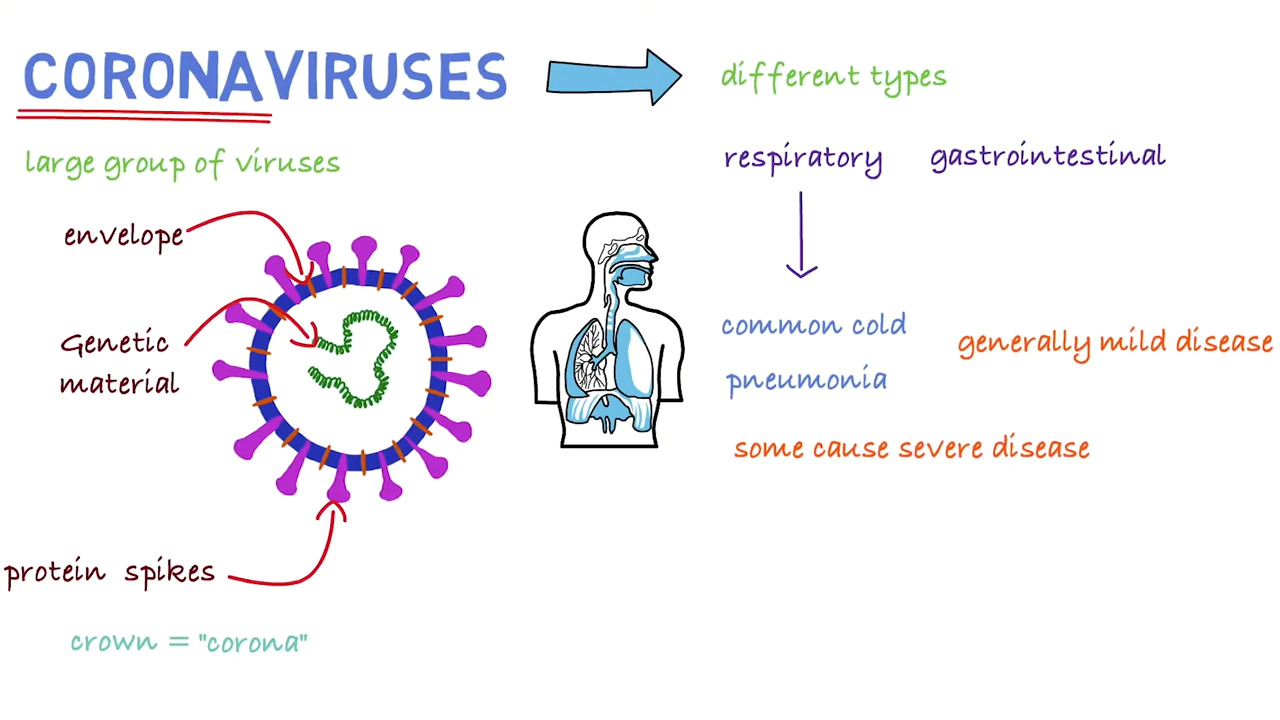 CORONAVIRUSES
different types
large group of viruses
respiratory
gastrointestinal
envelope
Genetic
material
common cold
generally mild disease
pneumonia
some cause severe disease
protein spikes
crown = "corona"